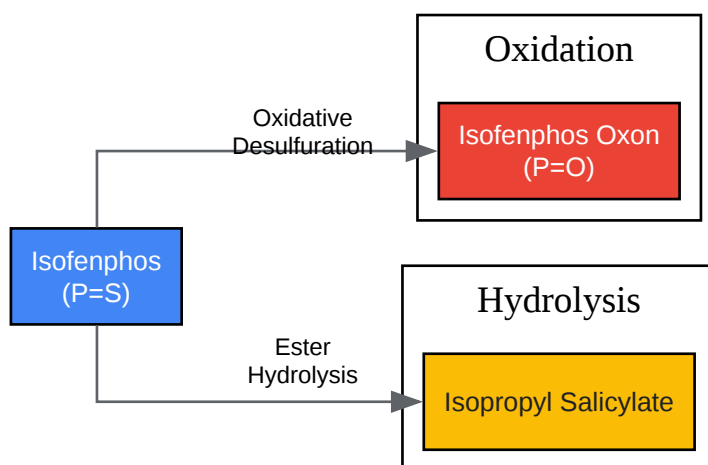 Oxidation
Oxidative
Desulfuration
Isofenphos Oxon
(P=O)
Isofenphos
(P=S)
Hydrolysis
Ester
Hydrolysis
Isopropyl Salicylate